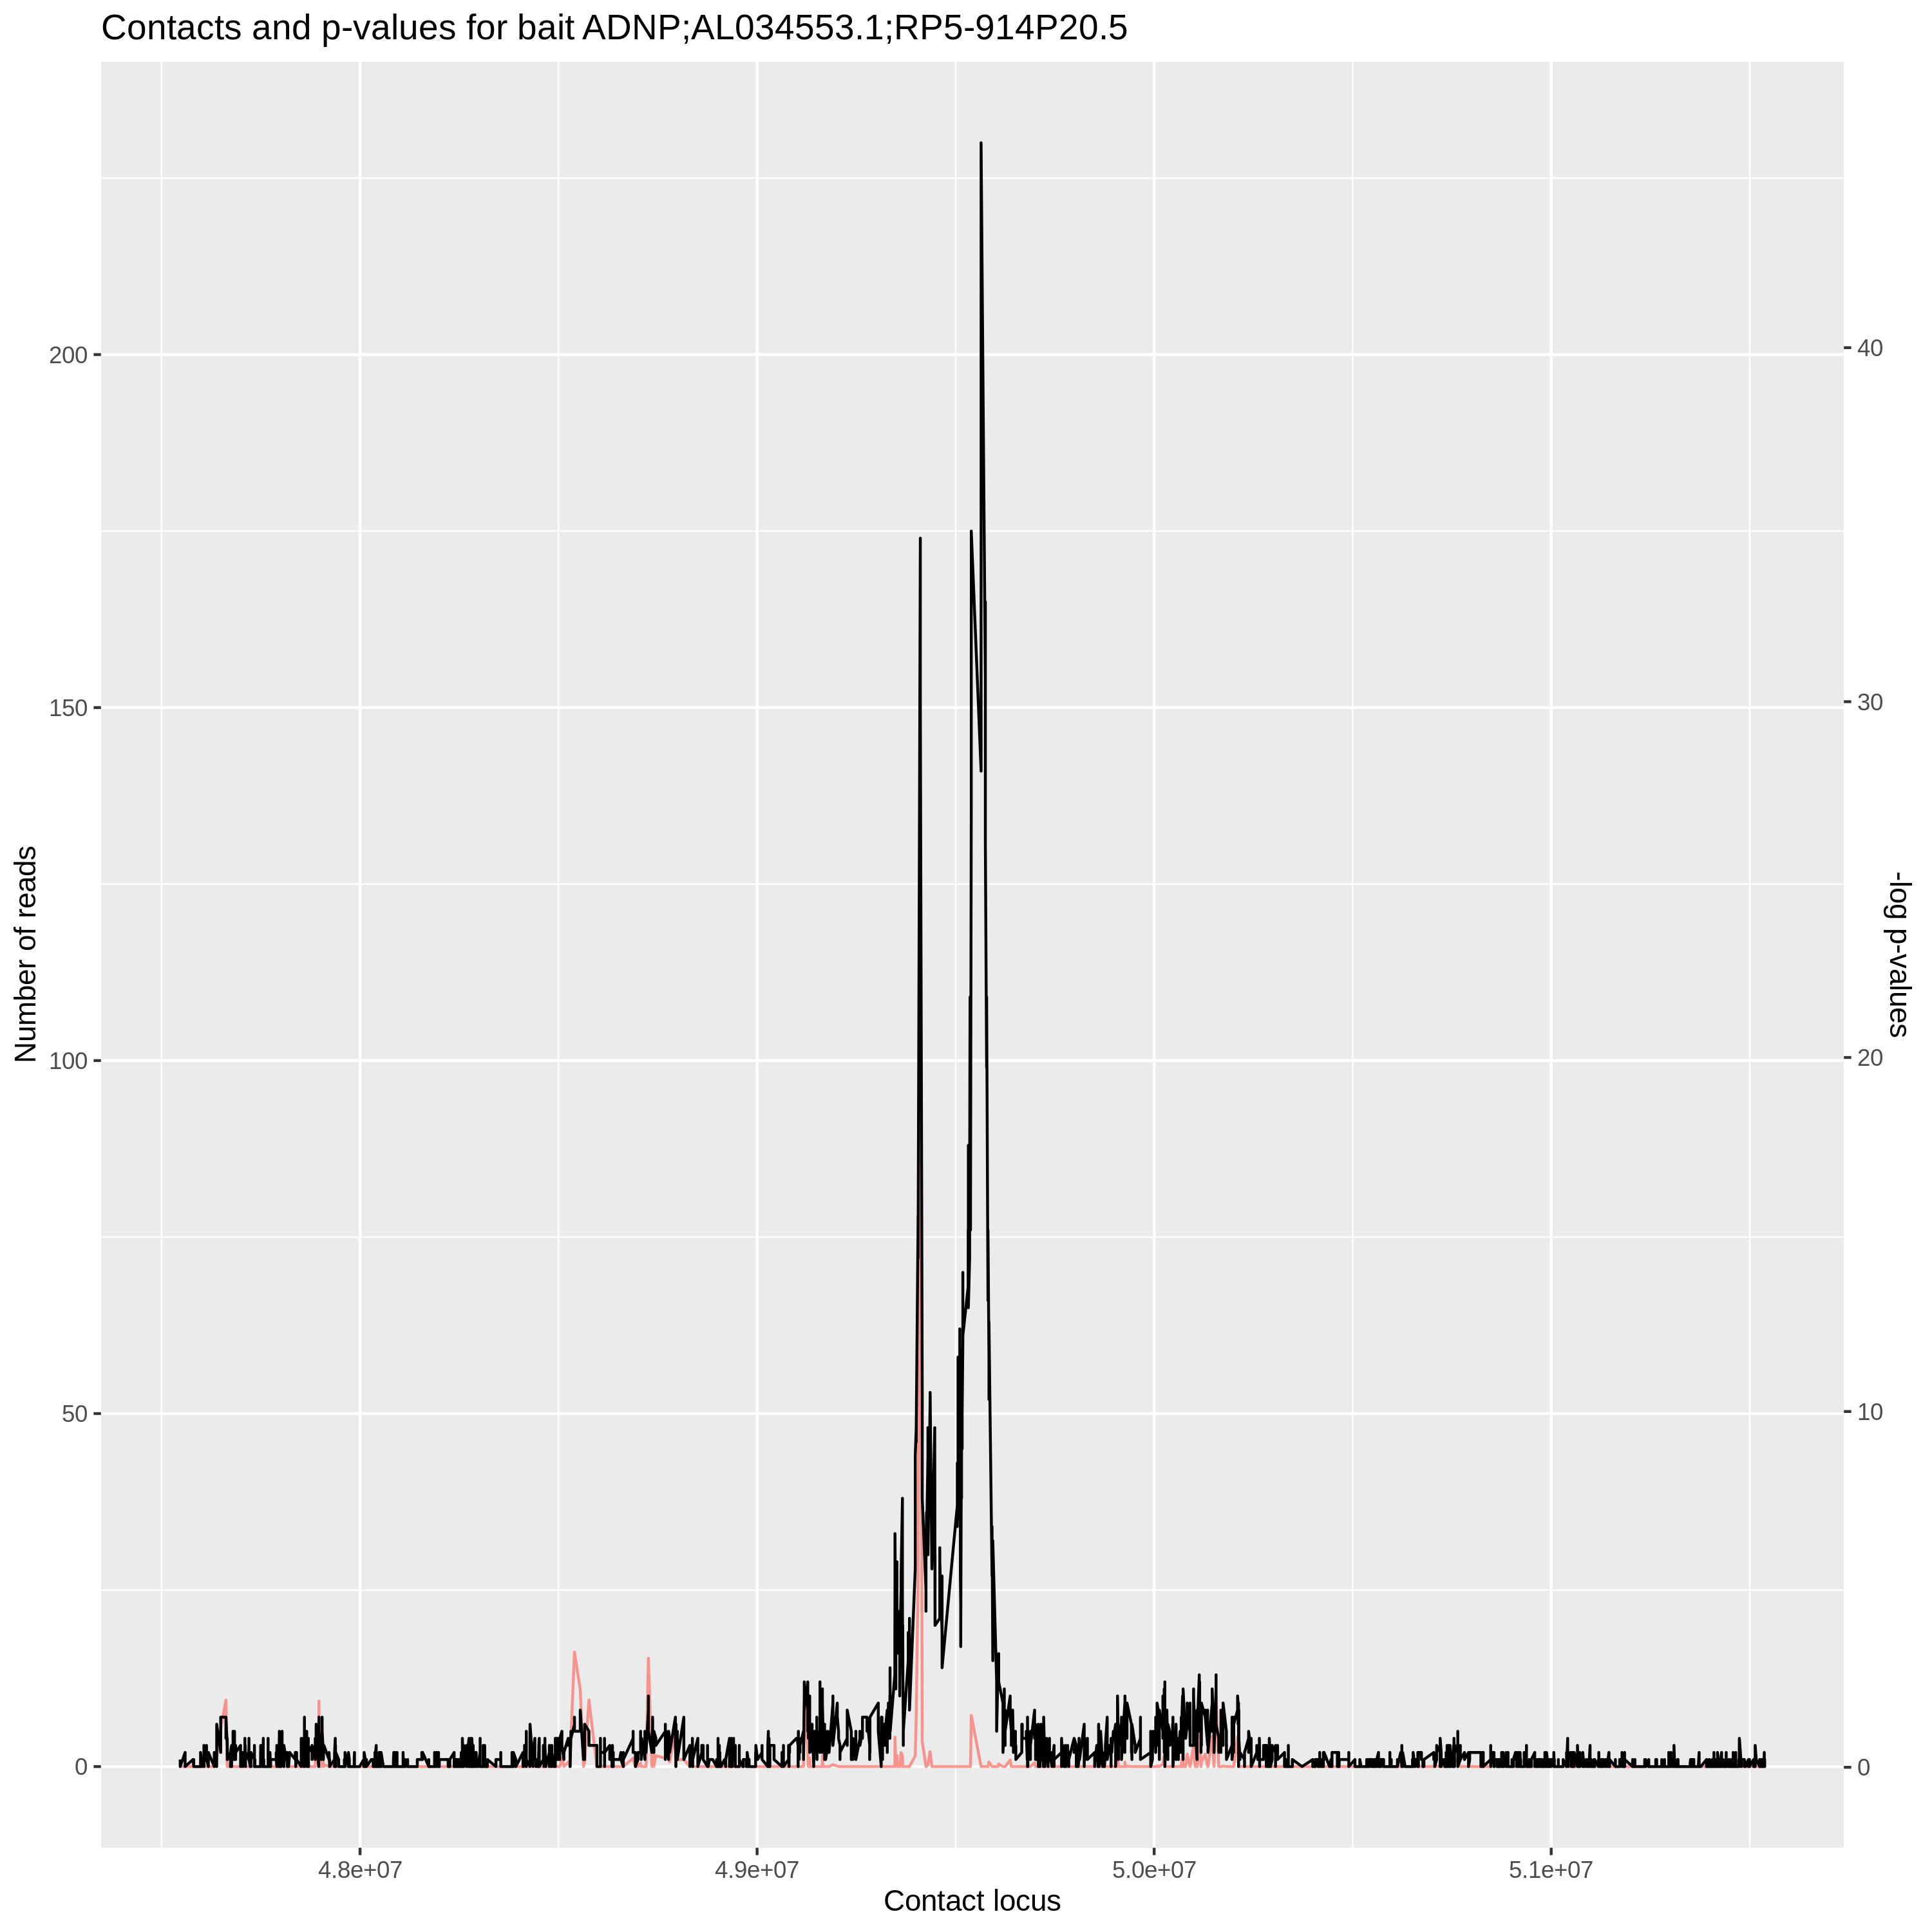 Contacts and p-values for bait ADNP;AL034553.1;RP5-914P20.5
Number of reads
200
150
100
50
0
40
30
20
10
0
-log p-values
4.8e+07
4.9e+07
5.0e+07
5.1e+07
Contact locus